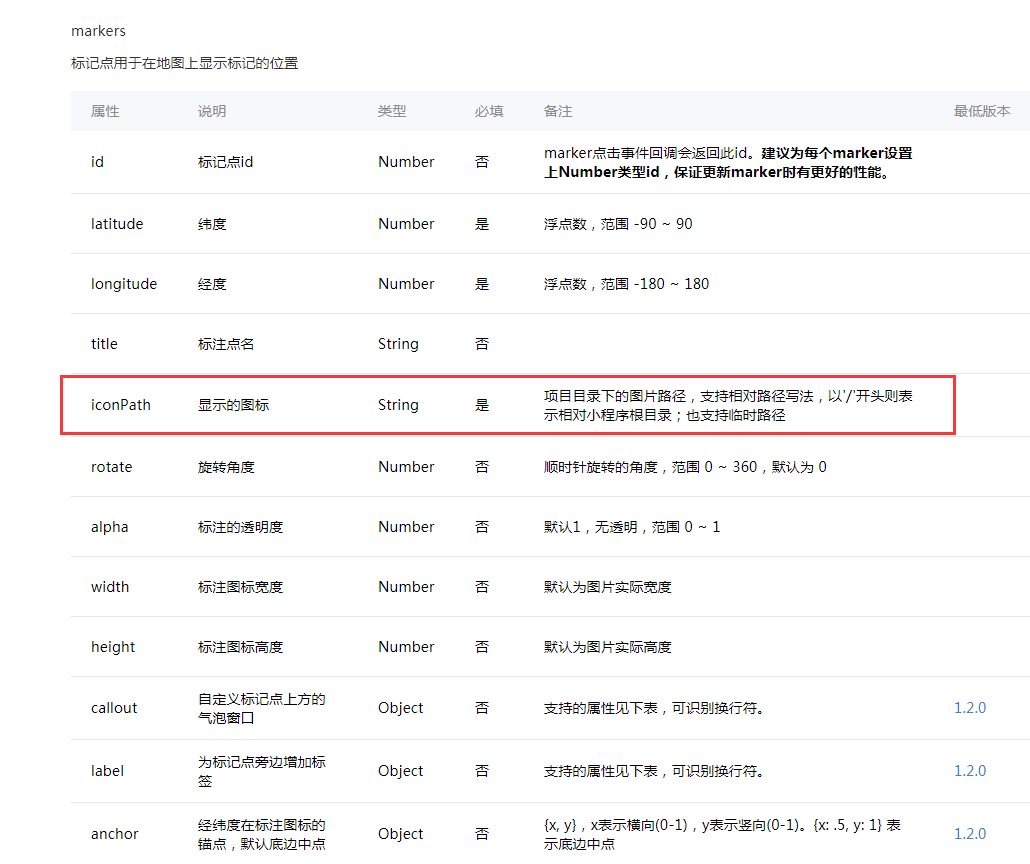 markers
标记点用于在地图上显示标记的位置
属性 说明 类型 必填 备注 最低版本
id 标记点id Number 否 marker点击事件回调会返回此id。建议为每个marker设置
上Number类型id，保证更新marker时有更好的性能。
latitude 纬度 Number 是 浮点数，范围 -90 ~ 90
longitude 经度 Number 是 浮点数，范围 -180 ~ 180
title 标注点名 String 否
iconPath 显示的图标 String 是 项目目录下的图片路径，支持相对路径写法，以'/'开头则表
示相对小程序根目录；也支持临时路径
rotate 旋转角度 Number 否 顺时针旋转的角度，范围 0 ~ 360，默认为 0
alpha 标注的透明度 Number 否 默认1，无透明，范围 0 ~ 1
width 标注图标宽度 Number 否 默认为图片实际宽度
height 标注图标高度 Number 否 默认为图片实际高度
callout 自定义标记点上方的 Object 否 支持的属性见下表，可识别换行符。 1.2.0
气泡窗口
label 为标记点旁边增加标 Object 否 支持的属性见下表，可识别换行符。 1.2.0
签
anchor 经纬度在标注图标的 Object 否 {x, y}，x表示横向(0-1)，y表示竖向(0-1)。{x: .5, y: 1} 表 1.2.0
锚点，默认底边中点 示底边中点